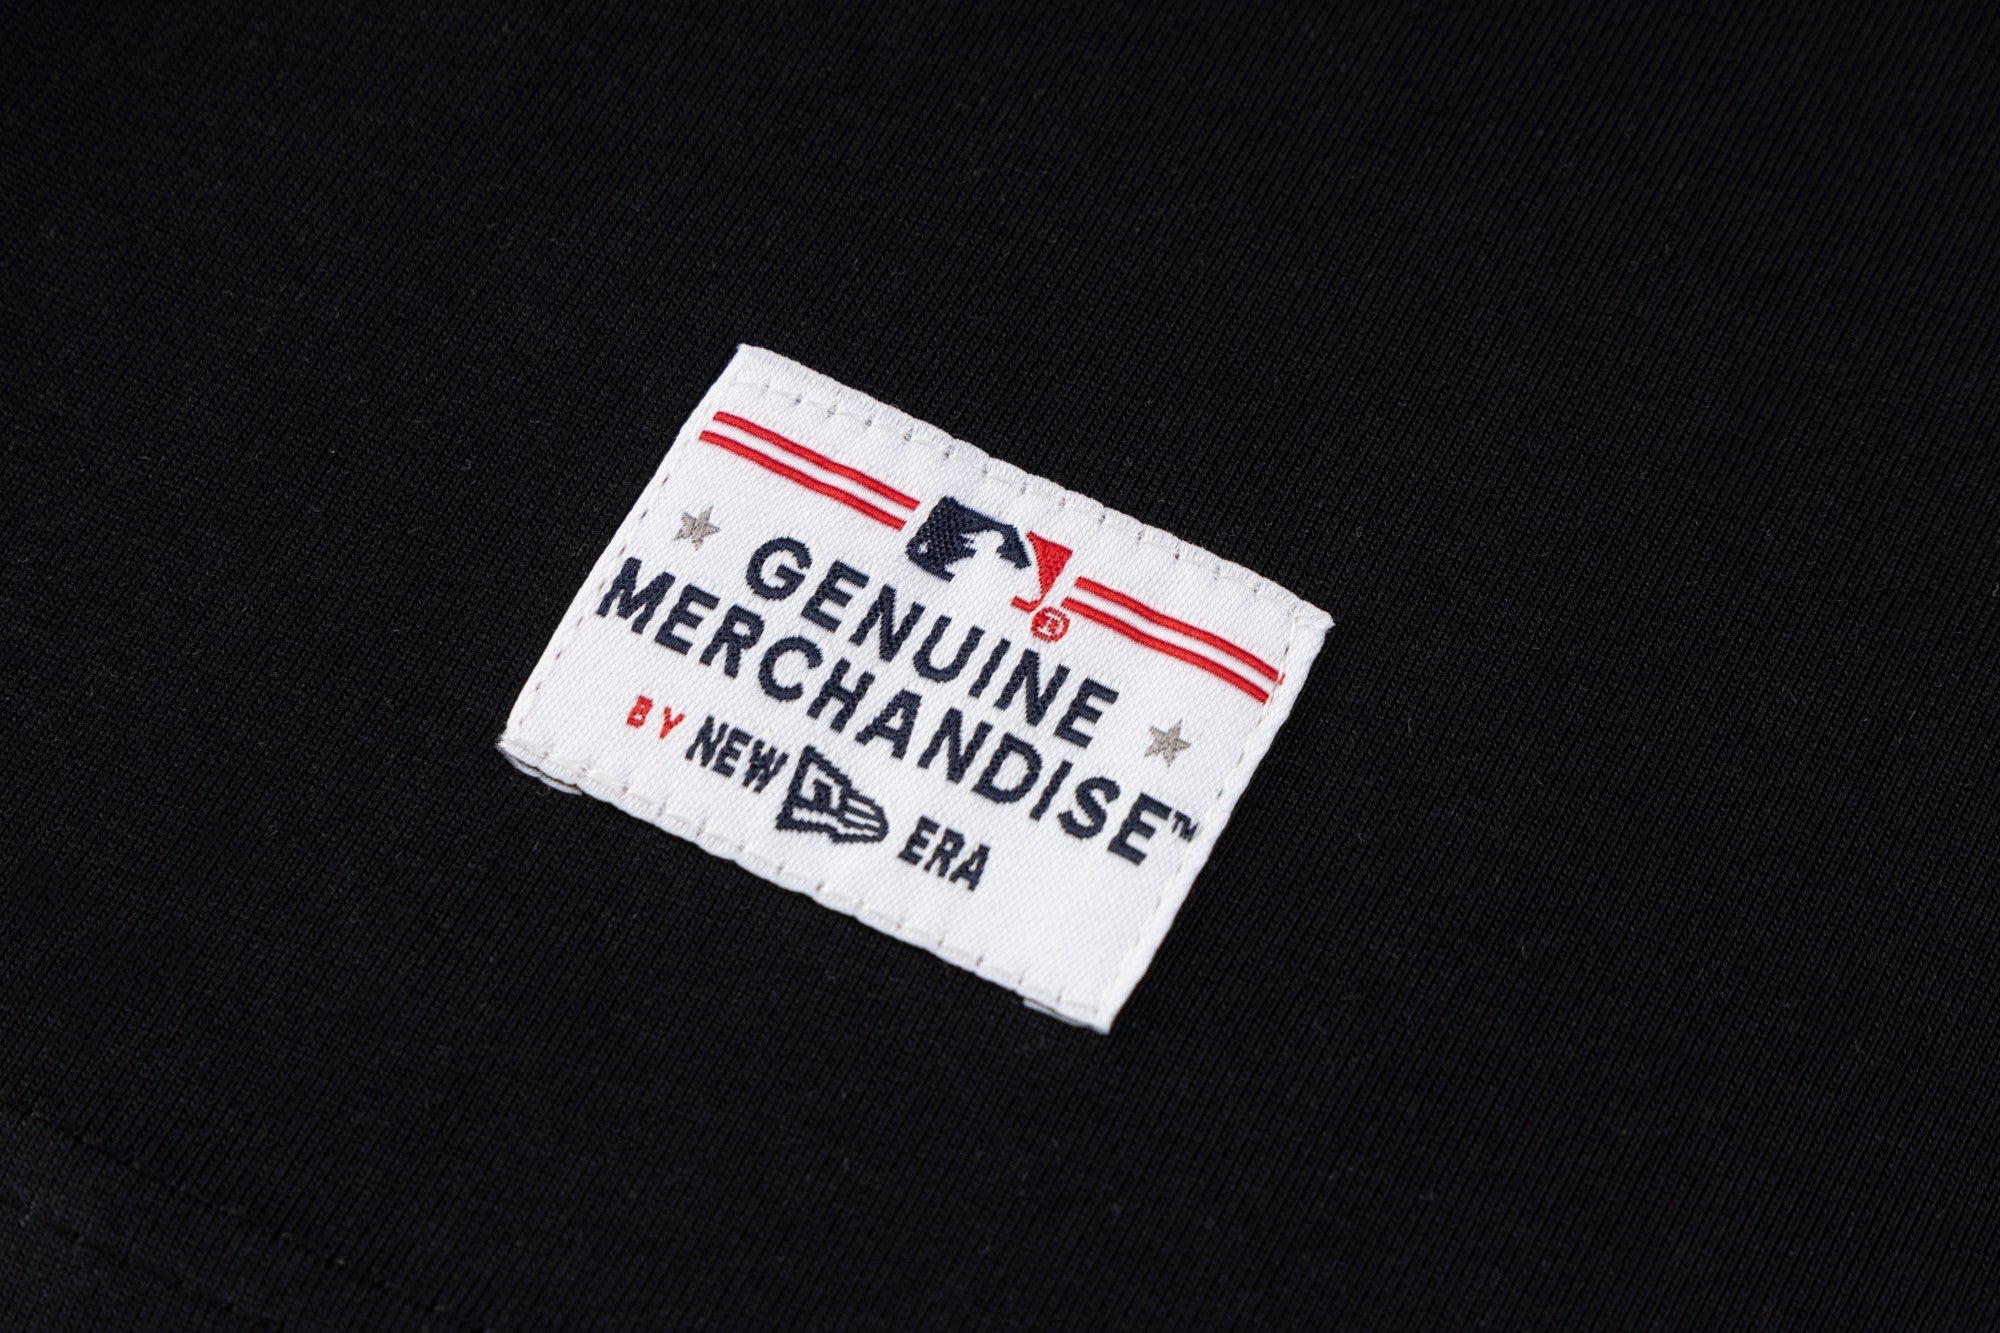 ®
GENUINE
MERCHANDISE™
BY NEW ERA